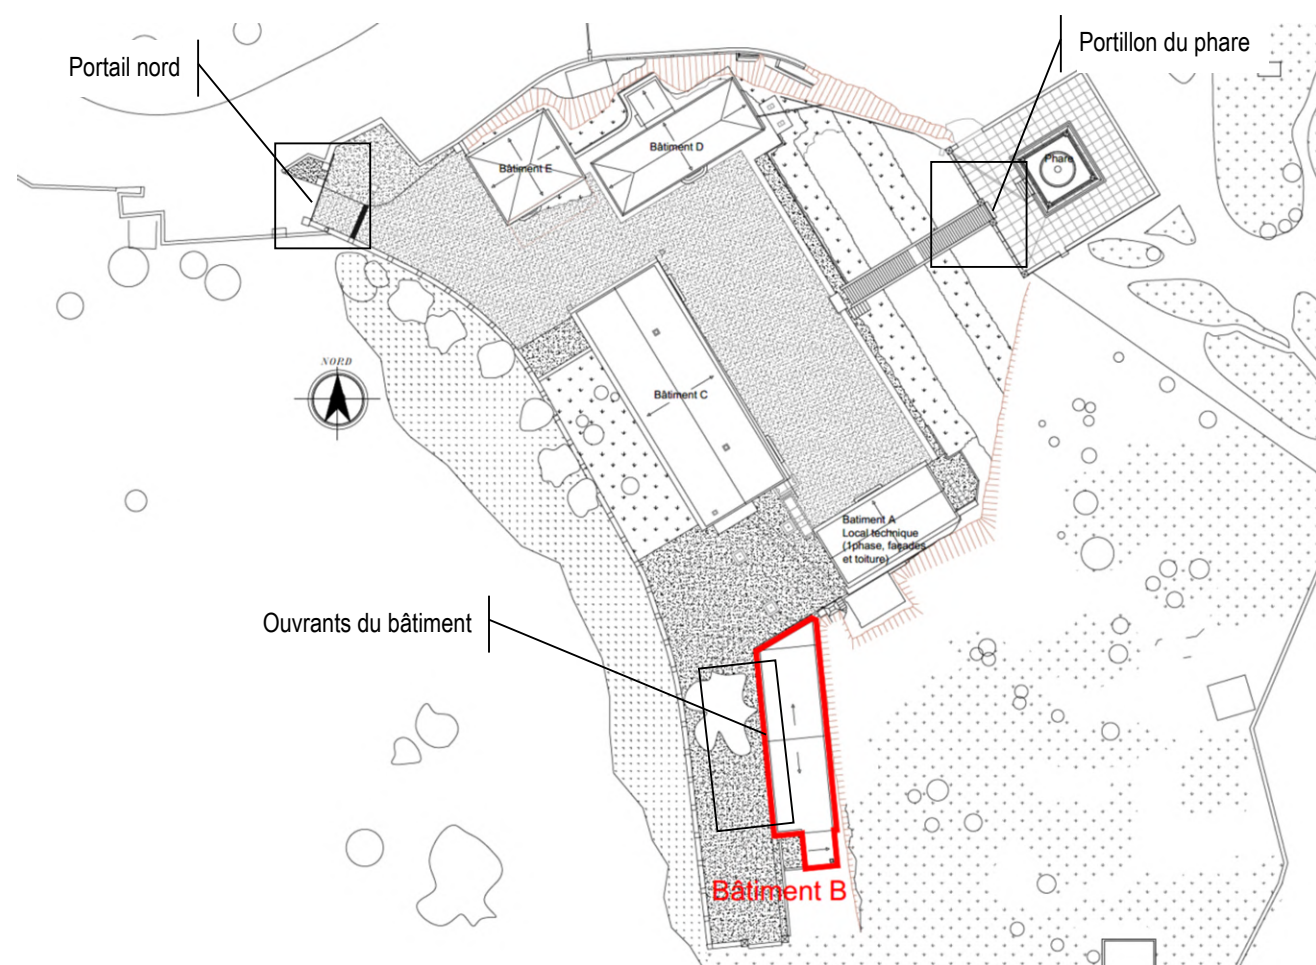 Portail nord
Portillon du phare
Bâtiment E
Bâtiment D
Phare
NORD
Bâtiment C
Batiment A
Local technique
(1phase, façades
et toiture)
Ouvrants du bâtiment
Bâtiment B